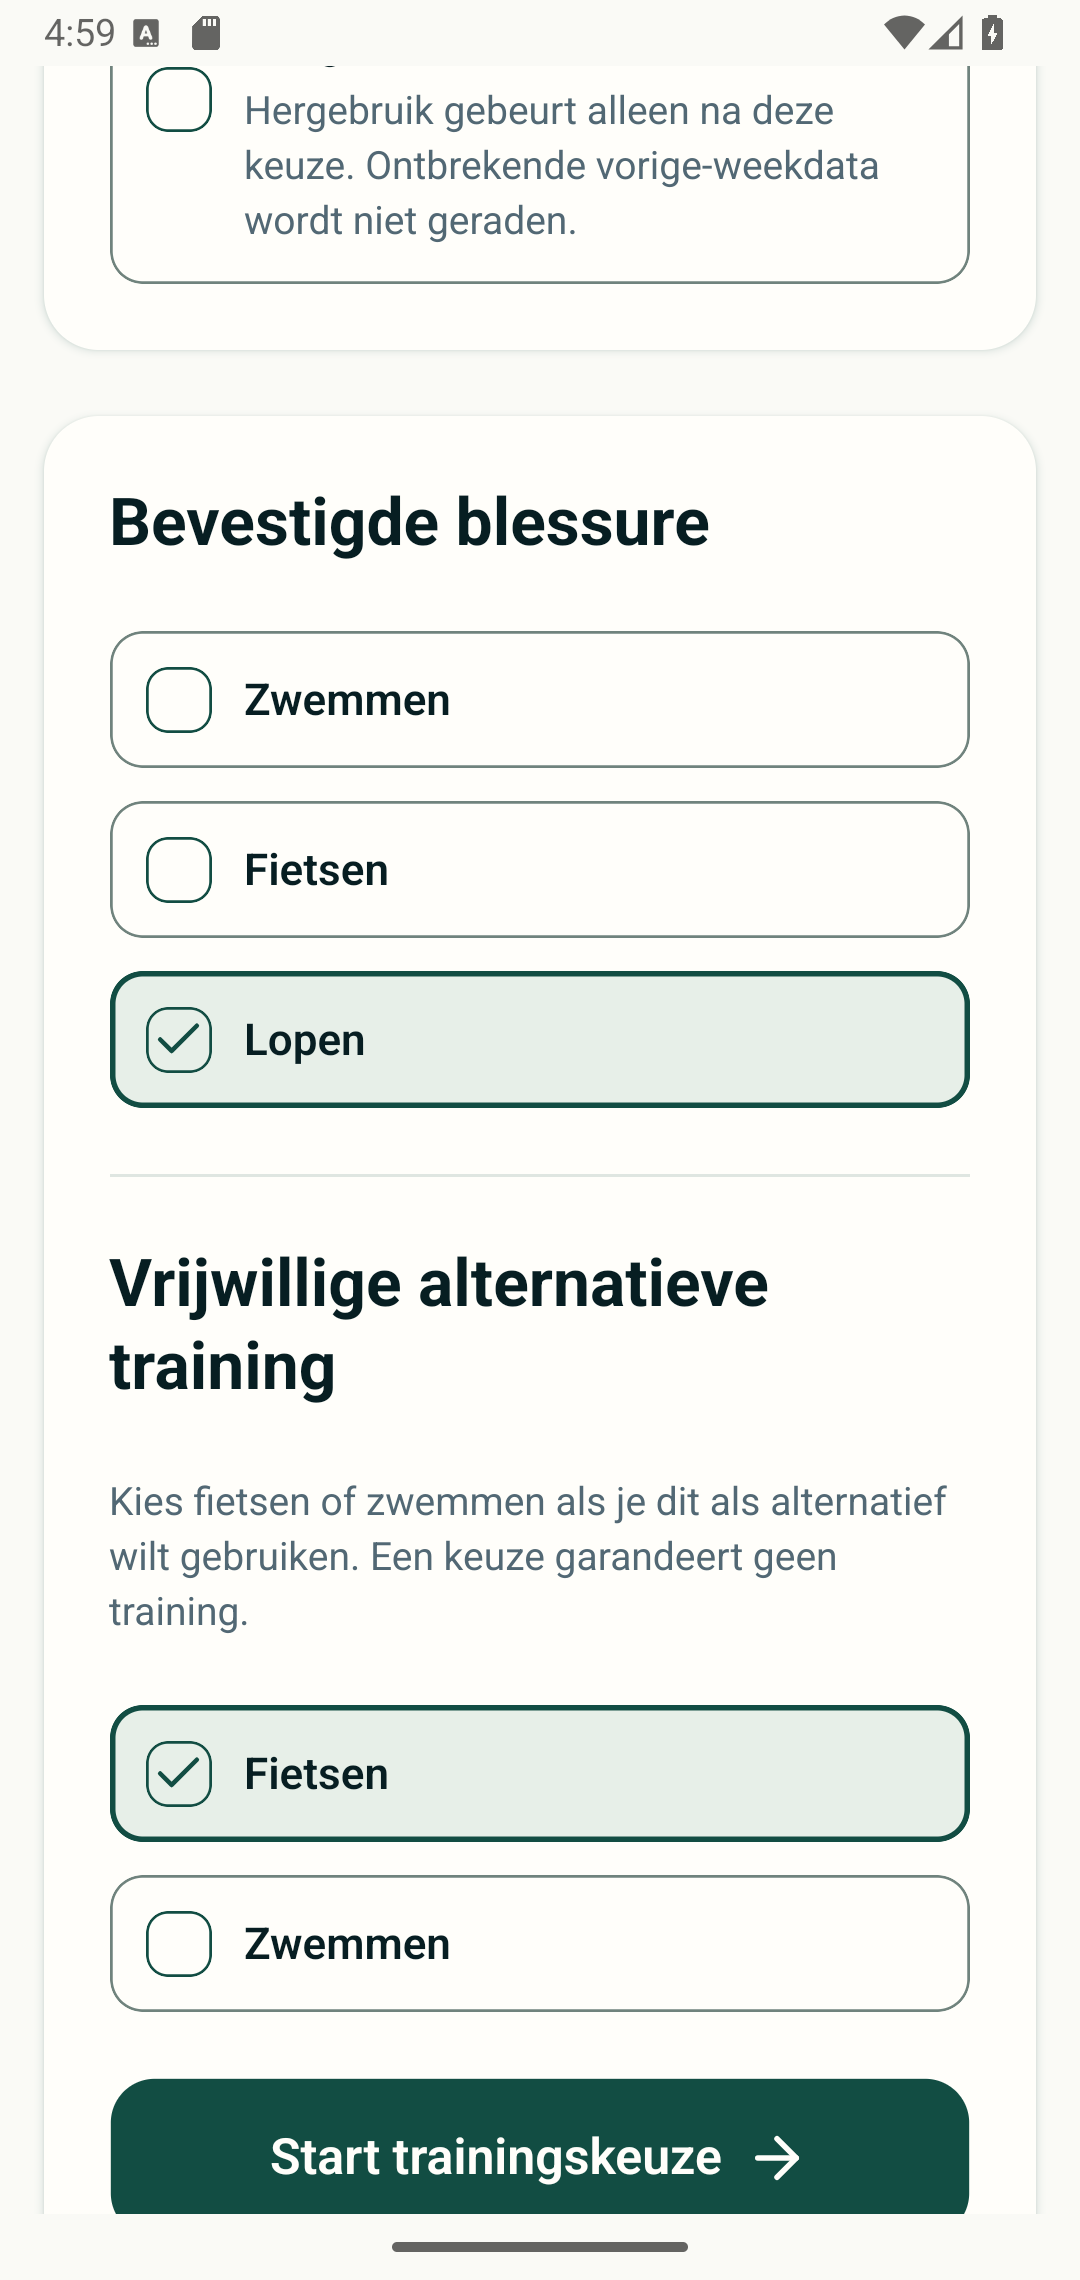 4:59
Hergebruik gebeurt alleen na deze
keuze. Ontbrekende vorige-weekdata
wordt niet geraden.
Bevestigde blessure
Zwemmen
Fietsen
Lopen
Vrijwillige alternatieve
training
Kies fietsen of zwemmen als je dit als alternatief
wilt gebruiken. Een keuze garandeert geen
training.
Fietsen
Zwemmen
Start trainingskeuze